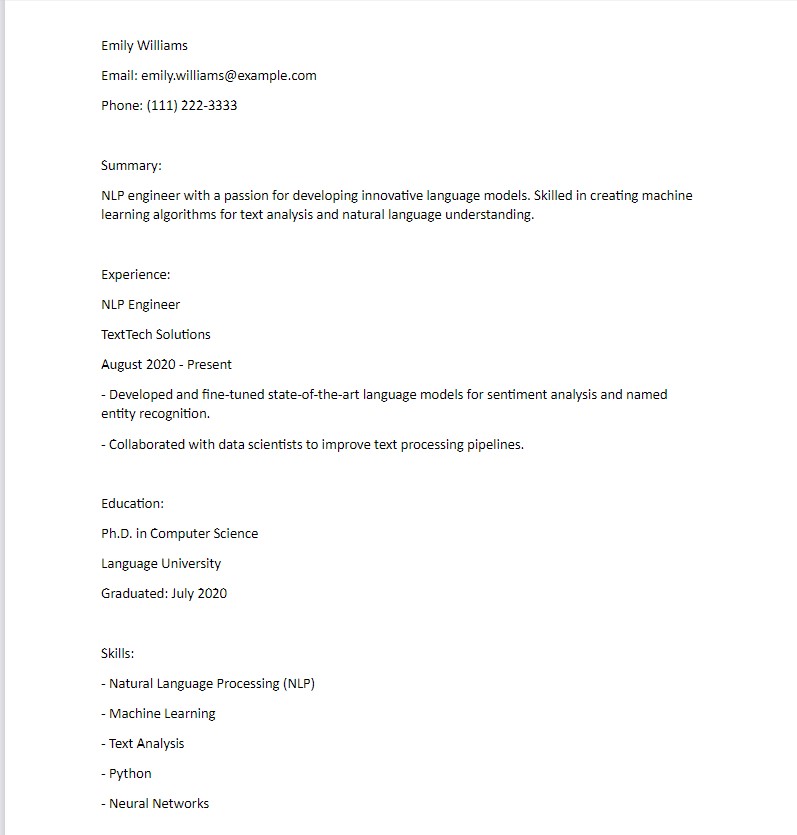 Emily Williams
Email: emily.williams@example.com
Phone: (111) 222-3333
Summary:
NLP engineer with a passion for developing innovative language models. Skilled in creating machine
learning algorithms for text analysis and natural language understanding.
Experience:
NLP Engineer
TextTech Solutions
August 2020 - Present
- Developed and fine-tuned state-of-the-art language models for sentiment analysis and named
entity recognition.
- Collaborated with data scientists to improve text processing pipelines.
Education:
Ph.D. in Computer Science
Language University
Graduated: July 2020
Skills:
- Natural Language Processing (NLP)
- Machine Learning
- Text Analysis
- Python
- Neural Networks